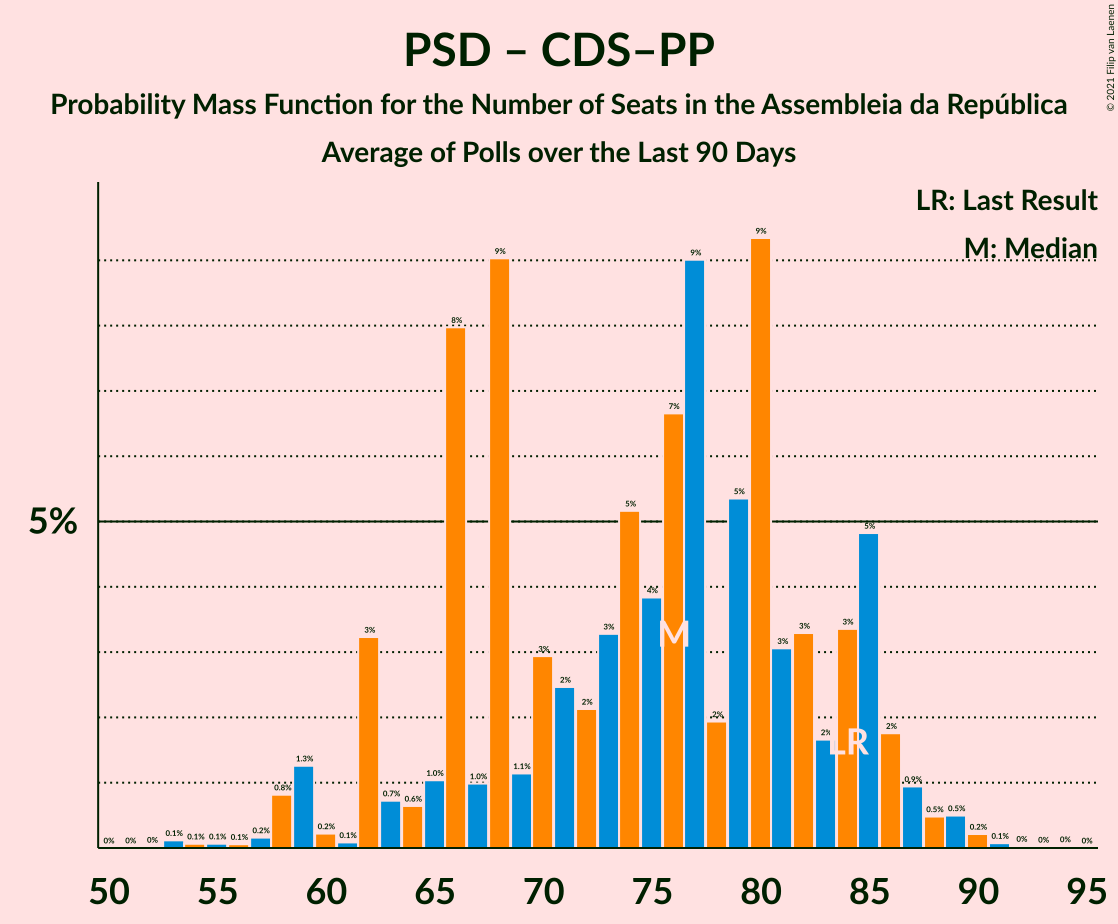 PSD – CDS–PP
Probability Mass Function for the Number of Seats in the Assembleia da República
Average of Polls over the Last 90 Days
© 2021 Filip van Laenen
LR: Last Result
M: Median
5%
0% 0% 0% 0.1% 0.1% 0.1% 0.1% 0.2% 0.8% 1.3% 0.2% 0.1% 3% 0.7% 0.6% 1.0% 8% 1.0% 9% 1.1% 3% 2% 2% 3% 5% 4% 7% 9% 2% 5% 9% 3% 3% 2% 3% 5% 2% 0.9% 0.5% 0.5% 0.2% 0.1% 0% 0% 0% 0%
M
LR
50 55 60 65 70 75 80 85 90 95